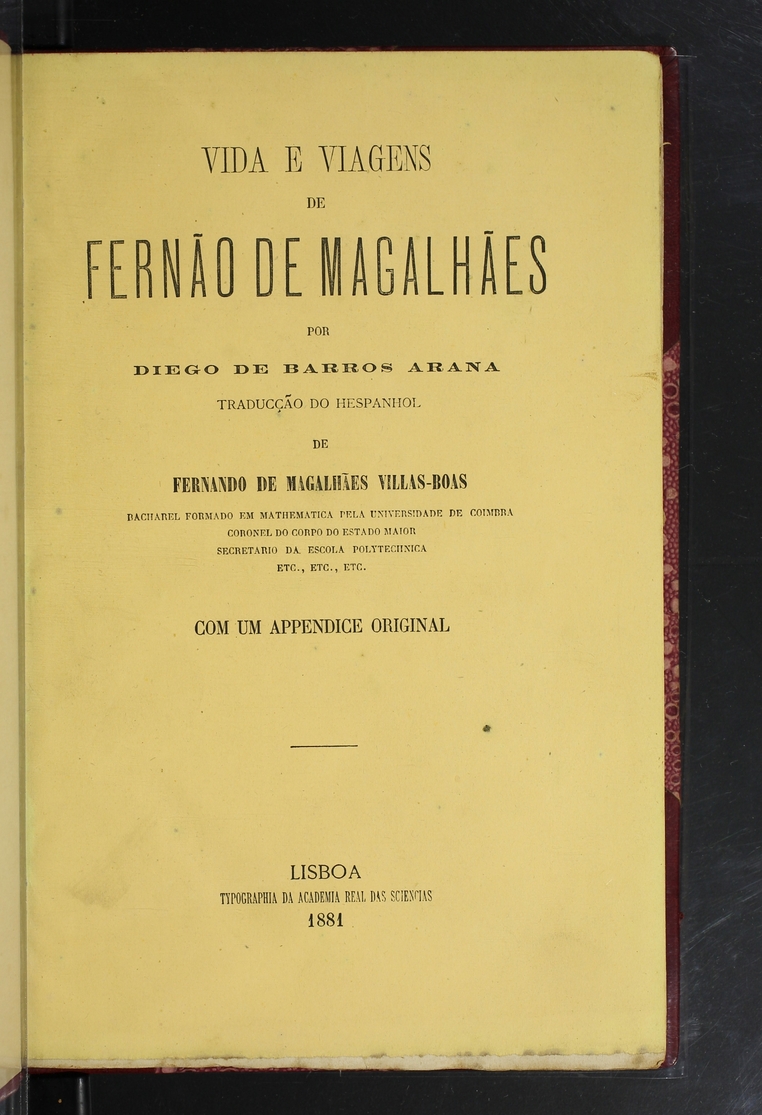 VIDA E VIAGENS
DE
FERNÃO DE MAGALHÃES
POR
DIEGO DE BARROS ARANA
TRADUCÇÃO DO HESPANHOL
DE
FERNANDO DE MAGALHÃES VILLAS-BOAS
BACHAREL FORMADO EM MATHEMATICA PELA UNIVERSIDADE DE COIMBRA
CORONEL DO CORPO DO ESTADO MAIOR
SECRETARIO DA ESCOLA POLYTECHNICA
ETC., ETC., ETC.
COM UM APPENDICE ORIGINAL
LISBOA
TYPOGRAPHIA DA ACADEMIA REAL DAS SCIENCIAS
1881